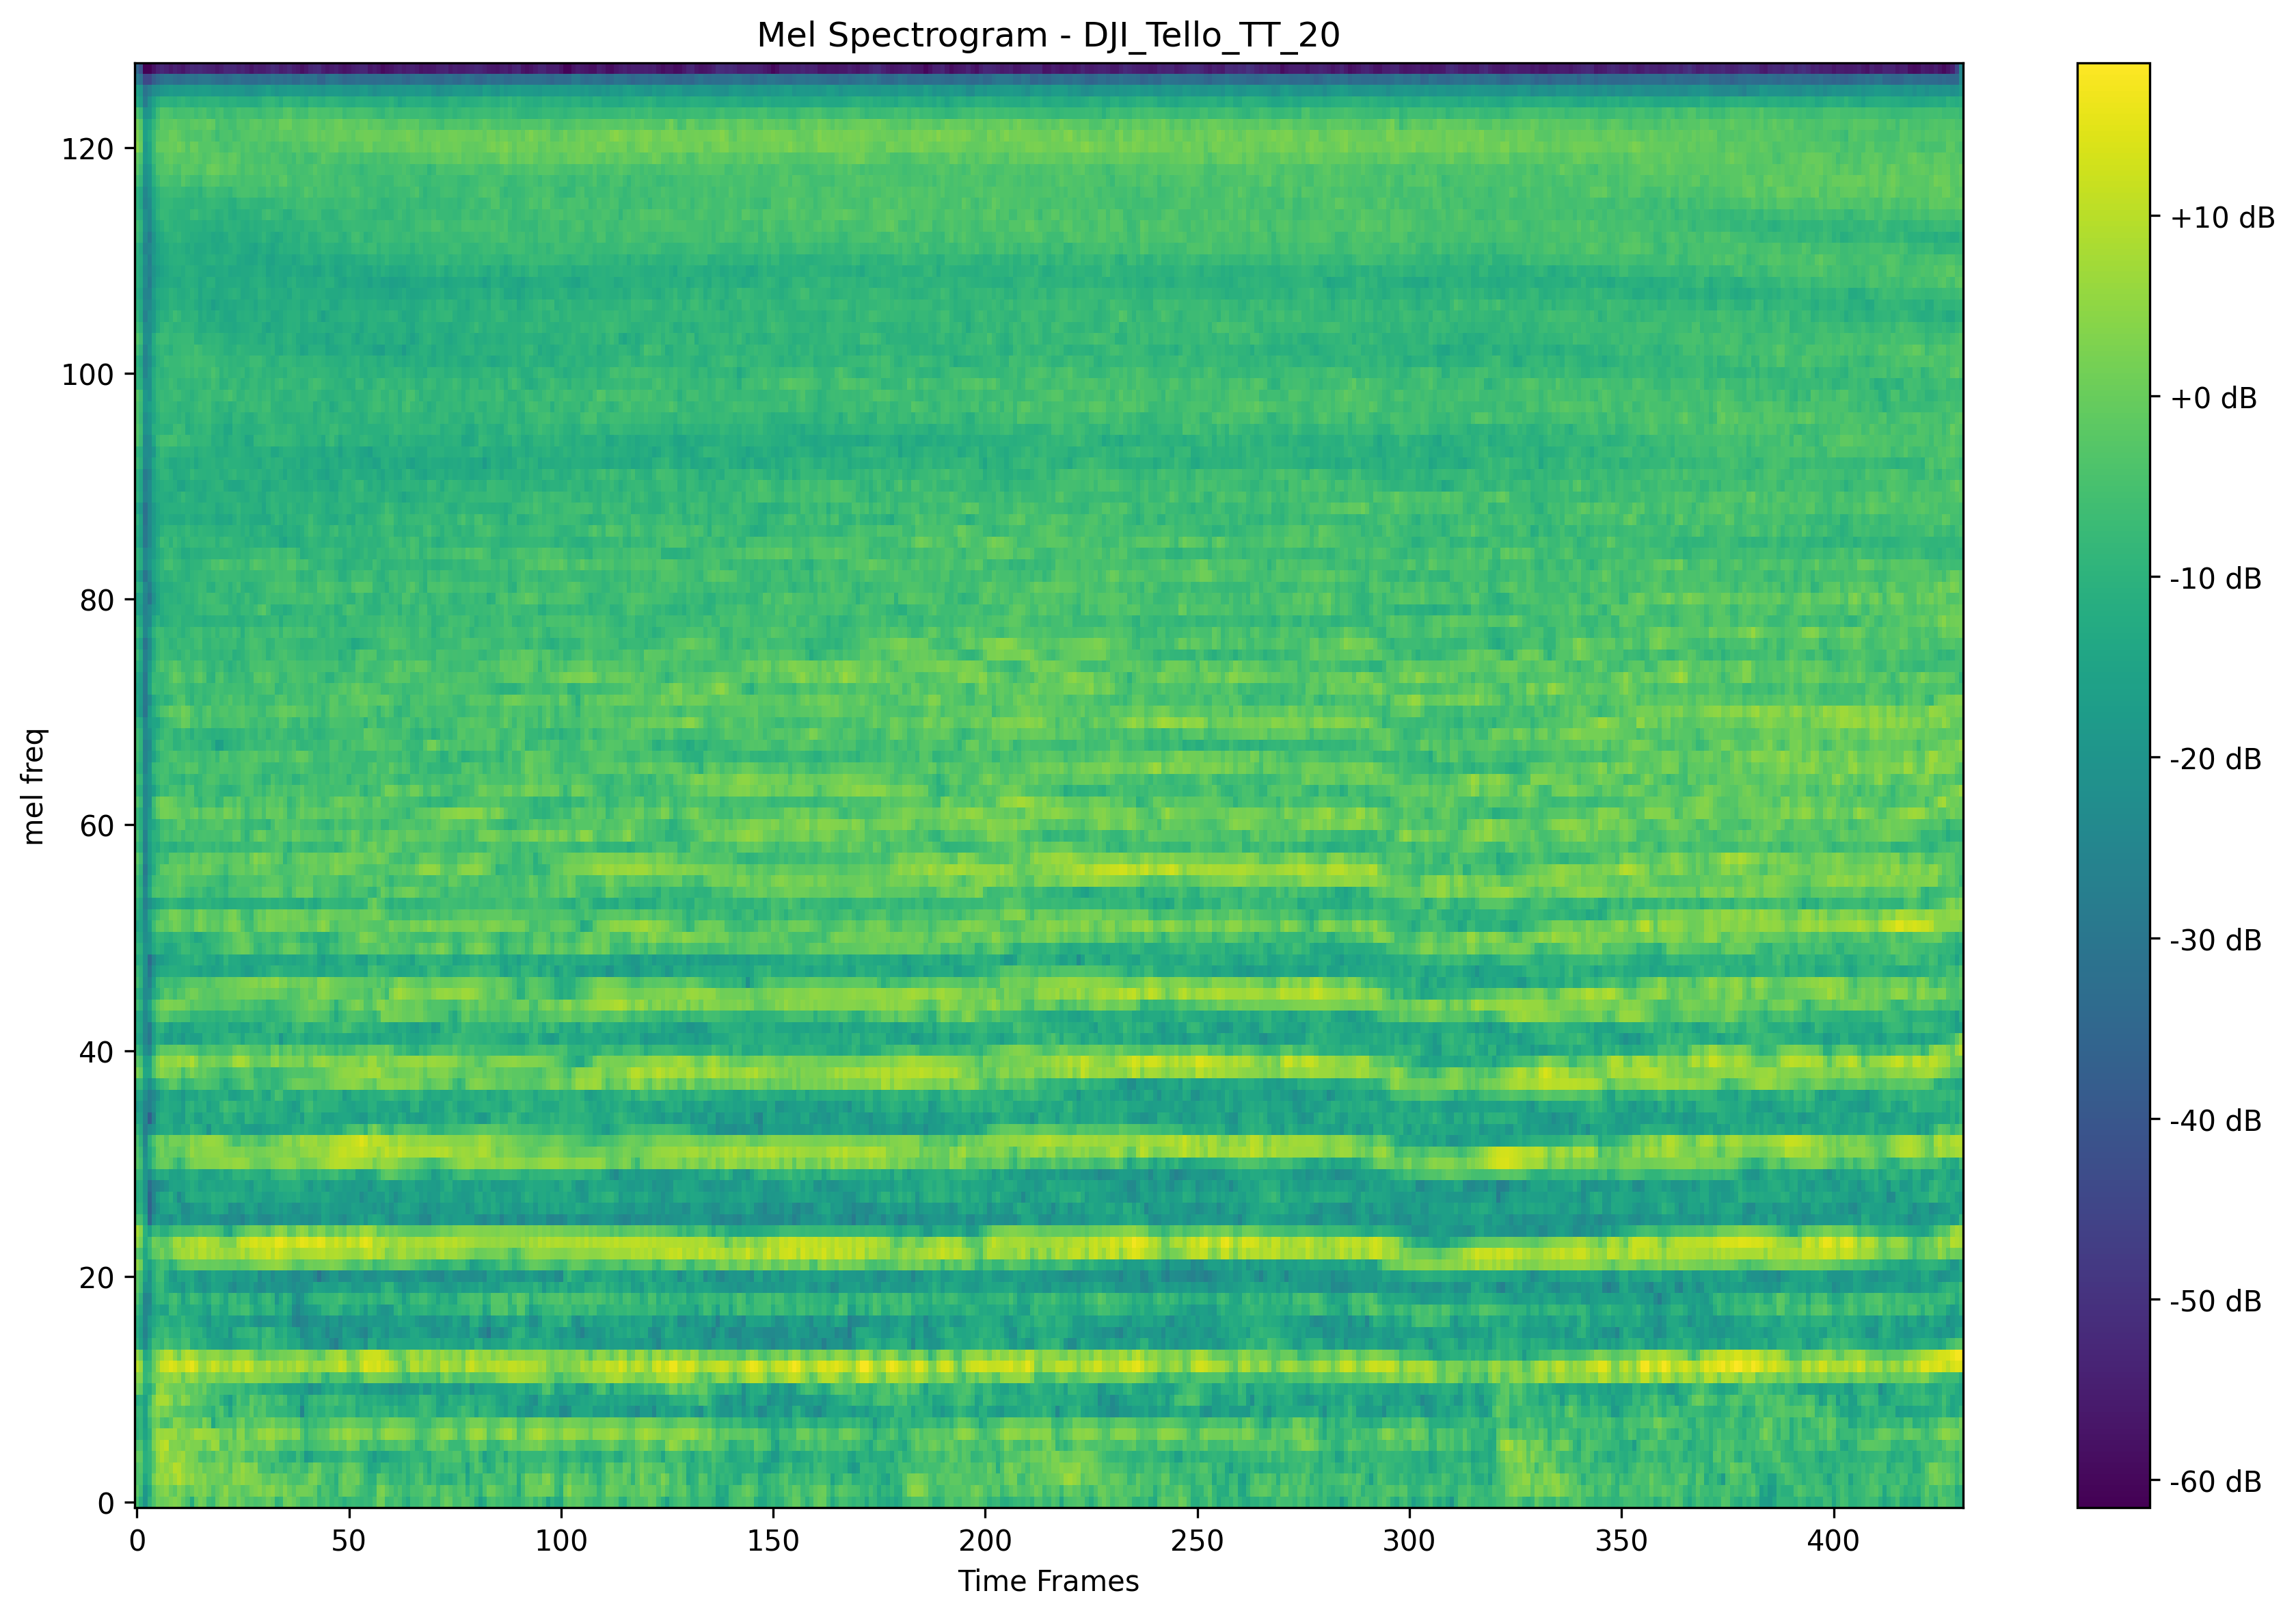 Mel Spectrogram - DJI_Tello_TT_20
mel freq
120
100
80
60
40
20
0
0 50 100 150 200 250 300 350 400
Time Frames
+10 dB
+0 dB
-10 dB
-20 dB
-30 dB
-40 dB
-50 dB
-60 dB